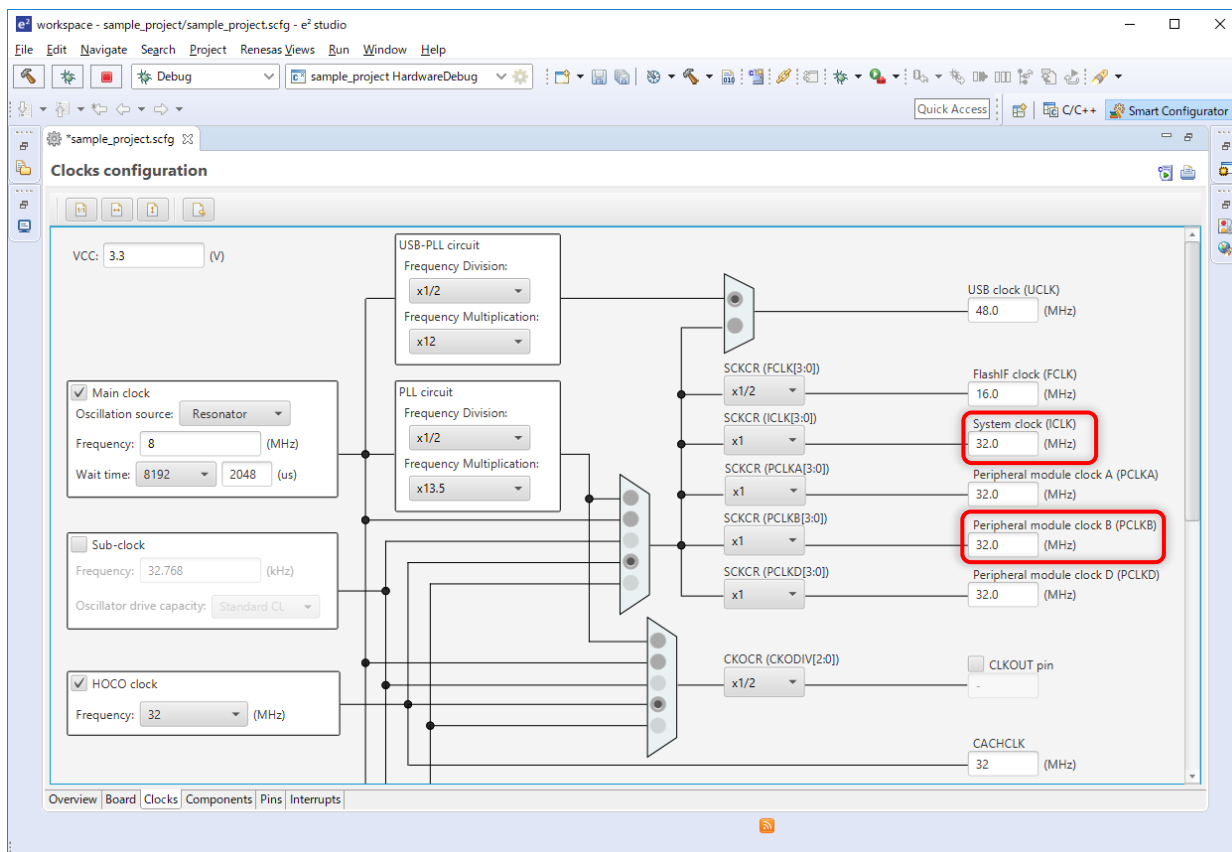 workspace - sample_project/sample_project.scfg - e² studio
File Edit Navigate Search Project Renesas Views Run Window Help
Debug
sample_project HardwareDebug
Quick Access
C/C++
Smart Configurator
*sample_project.scfg
Clocks configuration
VCC: 3.3 (V)
USB-PLL circuit
Frequency Division:
x1/2
Frequency Multiplication:
x12
USB clock (UCLK)
48.0 (MHz)
Main clock
Oscillation source: Resonator
Frequency: 8 (MHz)
Wait time: 8192 2048 (us)
PLL circuit
Frequency Division:
x1/2
Frequency Multiplication:
x13.5
SCKCR (FCLK[3:0])
x1/2
FlashIF clock (FCLK)
16.0 (MHz)
SCKCR (ICLK[3:0])
x1
System clock (ICLK)
32.0 (MHz)
SCKCR (PCLKA[3:0])
x1
Peripheral module clock A (PCLKA)
32.0 (MHz)
SCKCR (PCLKB[3:0])
x1
Peripheral module clock B (PCLKB)
32.0 (MHz)
SCKCR (PCLKD[3:0])
x1
Peripheral module clock D (PCLKD)
32.0 (MHz)
Sub-clock
Frequency: 32.768 (kHz)
Oscillator drive capacity: Standard CL
HOCO clock
Frequency: 32 (MHz)
CKOCR (CKODIV[2:0])
x1/2
CLKOUT pin
-
CACHCLK
32 (MHz)
Overview Board Clocks Components Pins Interrupts